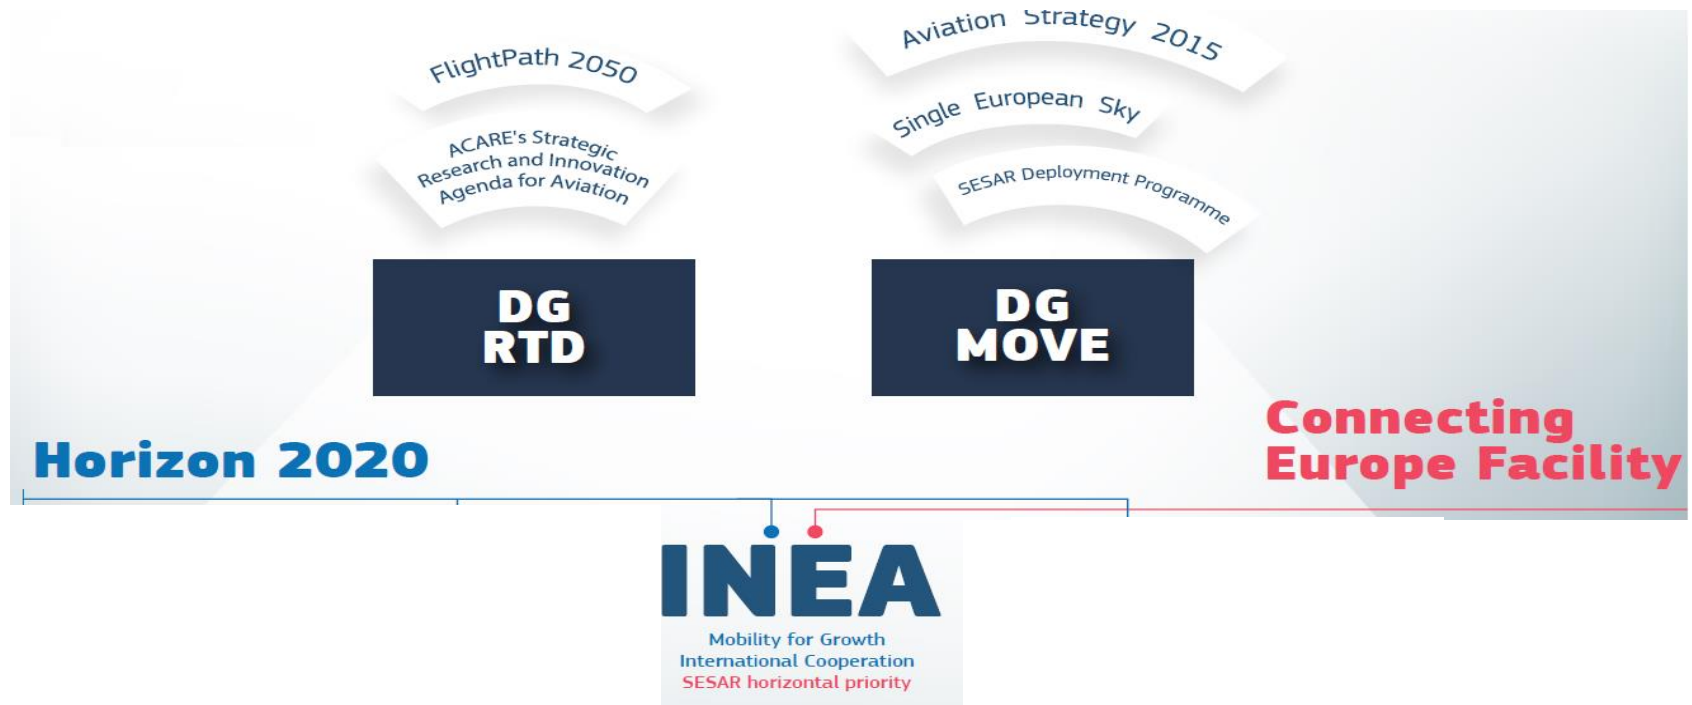 FlightPath 2050
ACARE's Strategic
Research and Innovation
Agenda for Aviation
Aviation Strategy 2015
Single European Sky
SESAR Deployment Programme
DG
RTD
DG
MOVE
Horizon 2020
Connecting
Europe Facility
INEA
Mobility for Growth
International Cooperation
SESAR horizontal priority